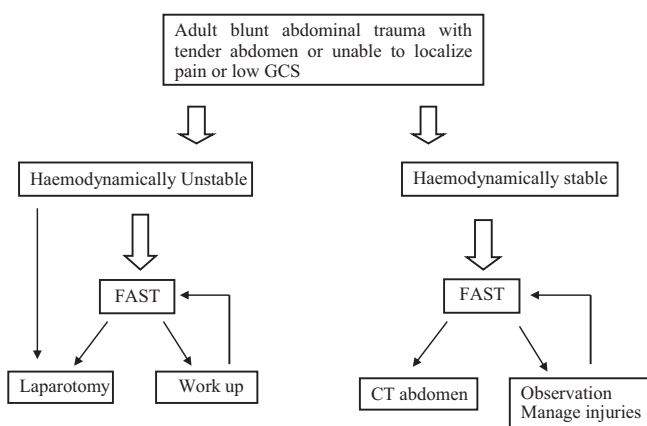 Adult blunt abdominal trauma with
tender abdomen or unable to localize
pain or low GCS
Haemodynamically Unstable
Haemodynamically stable
FAST
FAST
Laparotomy
Work up
CT abdomen
Observation
Manage injuries